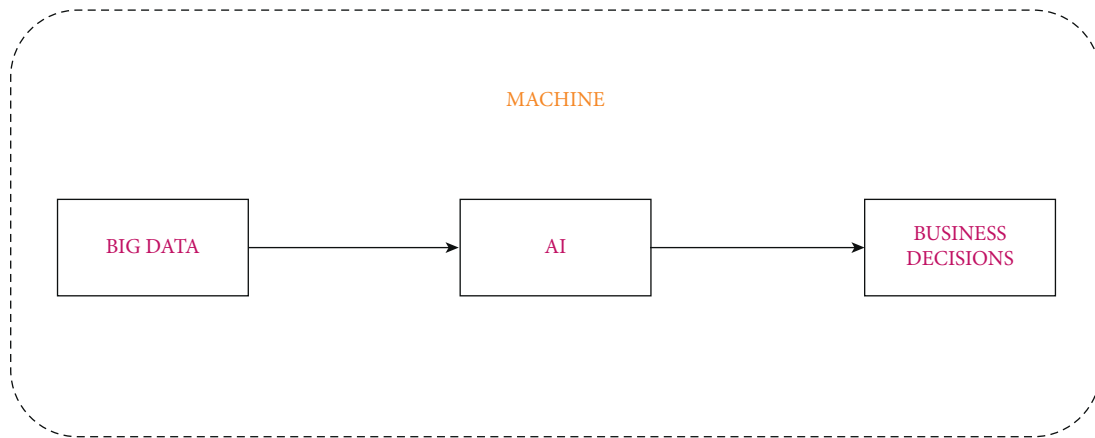 MACHINE
BIG DATA
AI
BUSINESS
DECISIONS